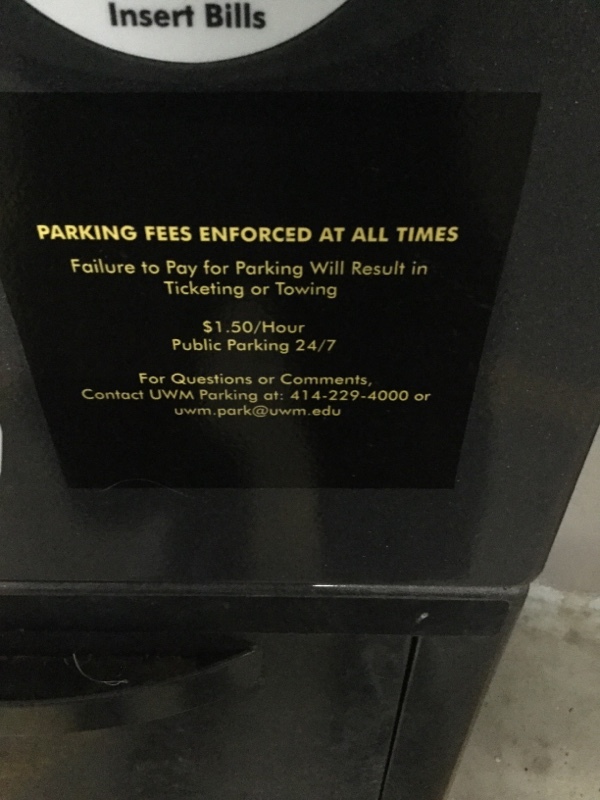 Insert Bills
PARKING FEES ENFORCED AT ALL TIMES
Failure to Pay for Parking Will Result in
Ticketing or Towing
$1.50/Hour
Public Parking 24/7
For Questions or Comments,
Contact UWM Parking at: 414-229-4000 or
uwm.park@uwm.edu